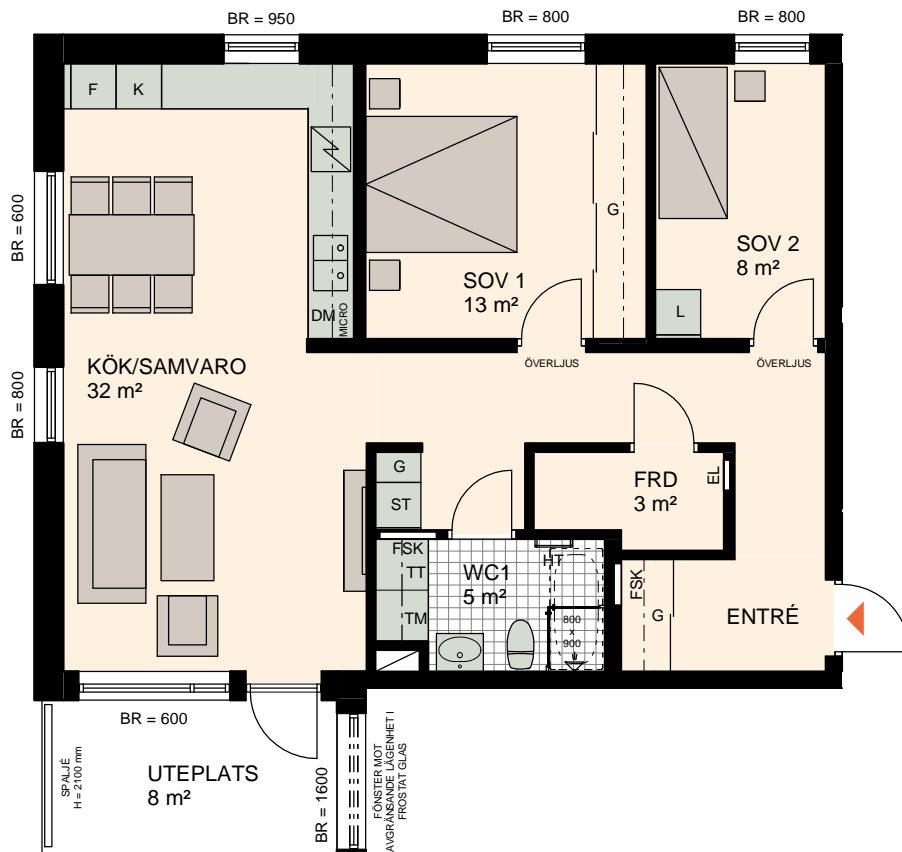 BR = 950
BR = 800
BR = 800
F
K
BR = 600
G
SOV 1
13 m²
SOV 2
8 m²
L
DM
MICRO
KÖK/SAMVARO
32 m²
ÖVERLJUS
ÖVERLJUS
BR = 800
G
ST
FRD
3 m²
EL
FSK
TT
WC1
5 m²
HT
TM
800
x
900
FSK
G
ENTRÉ
BR = 600
SPALJÉ
H = 2100 mm
UTEPLATS
8 m²
BR = 1600
FÖNSTER MOT
AVGRÄNSANDE LÄGENHET I
FROSTAT GLAS